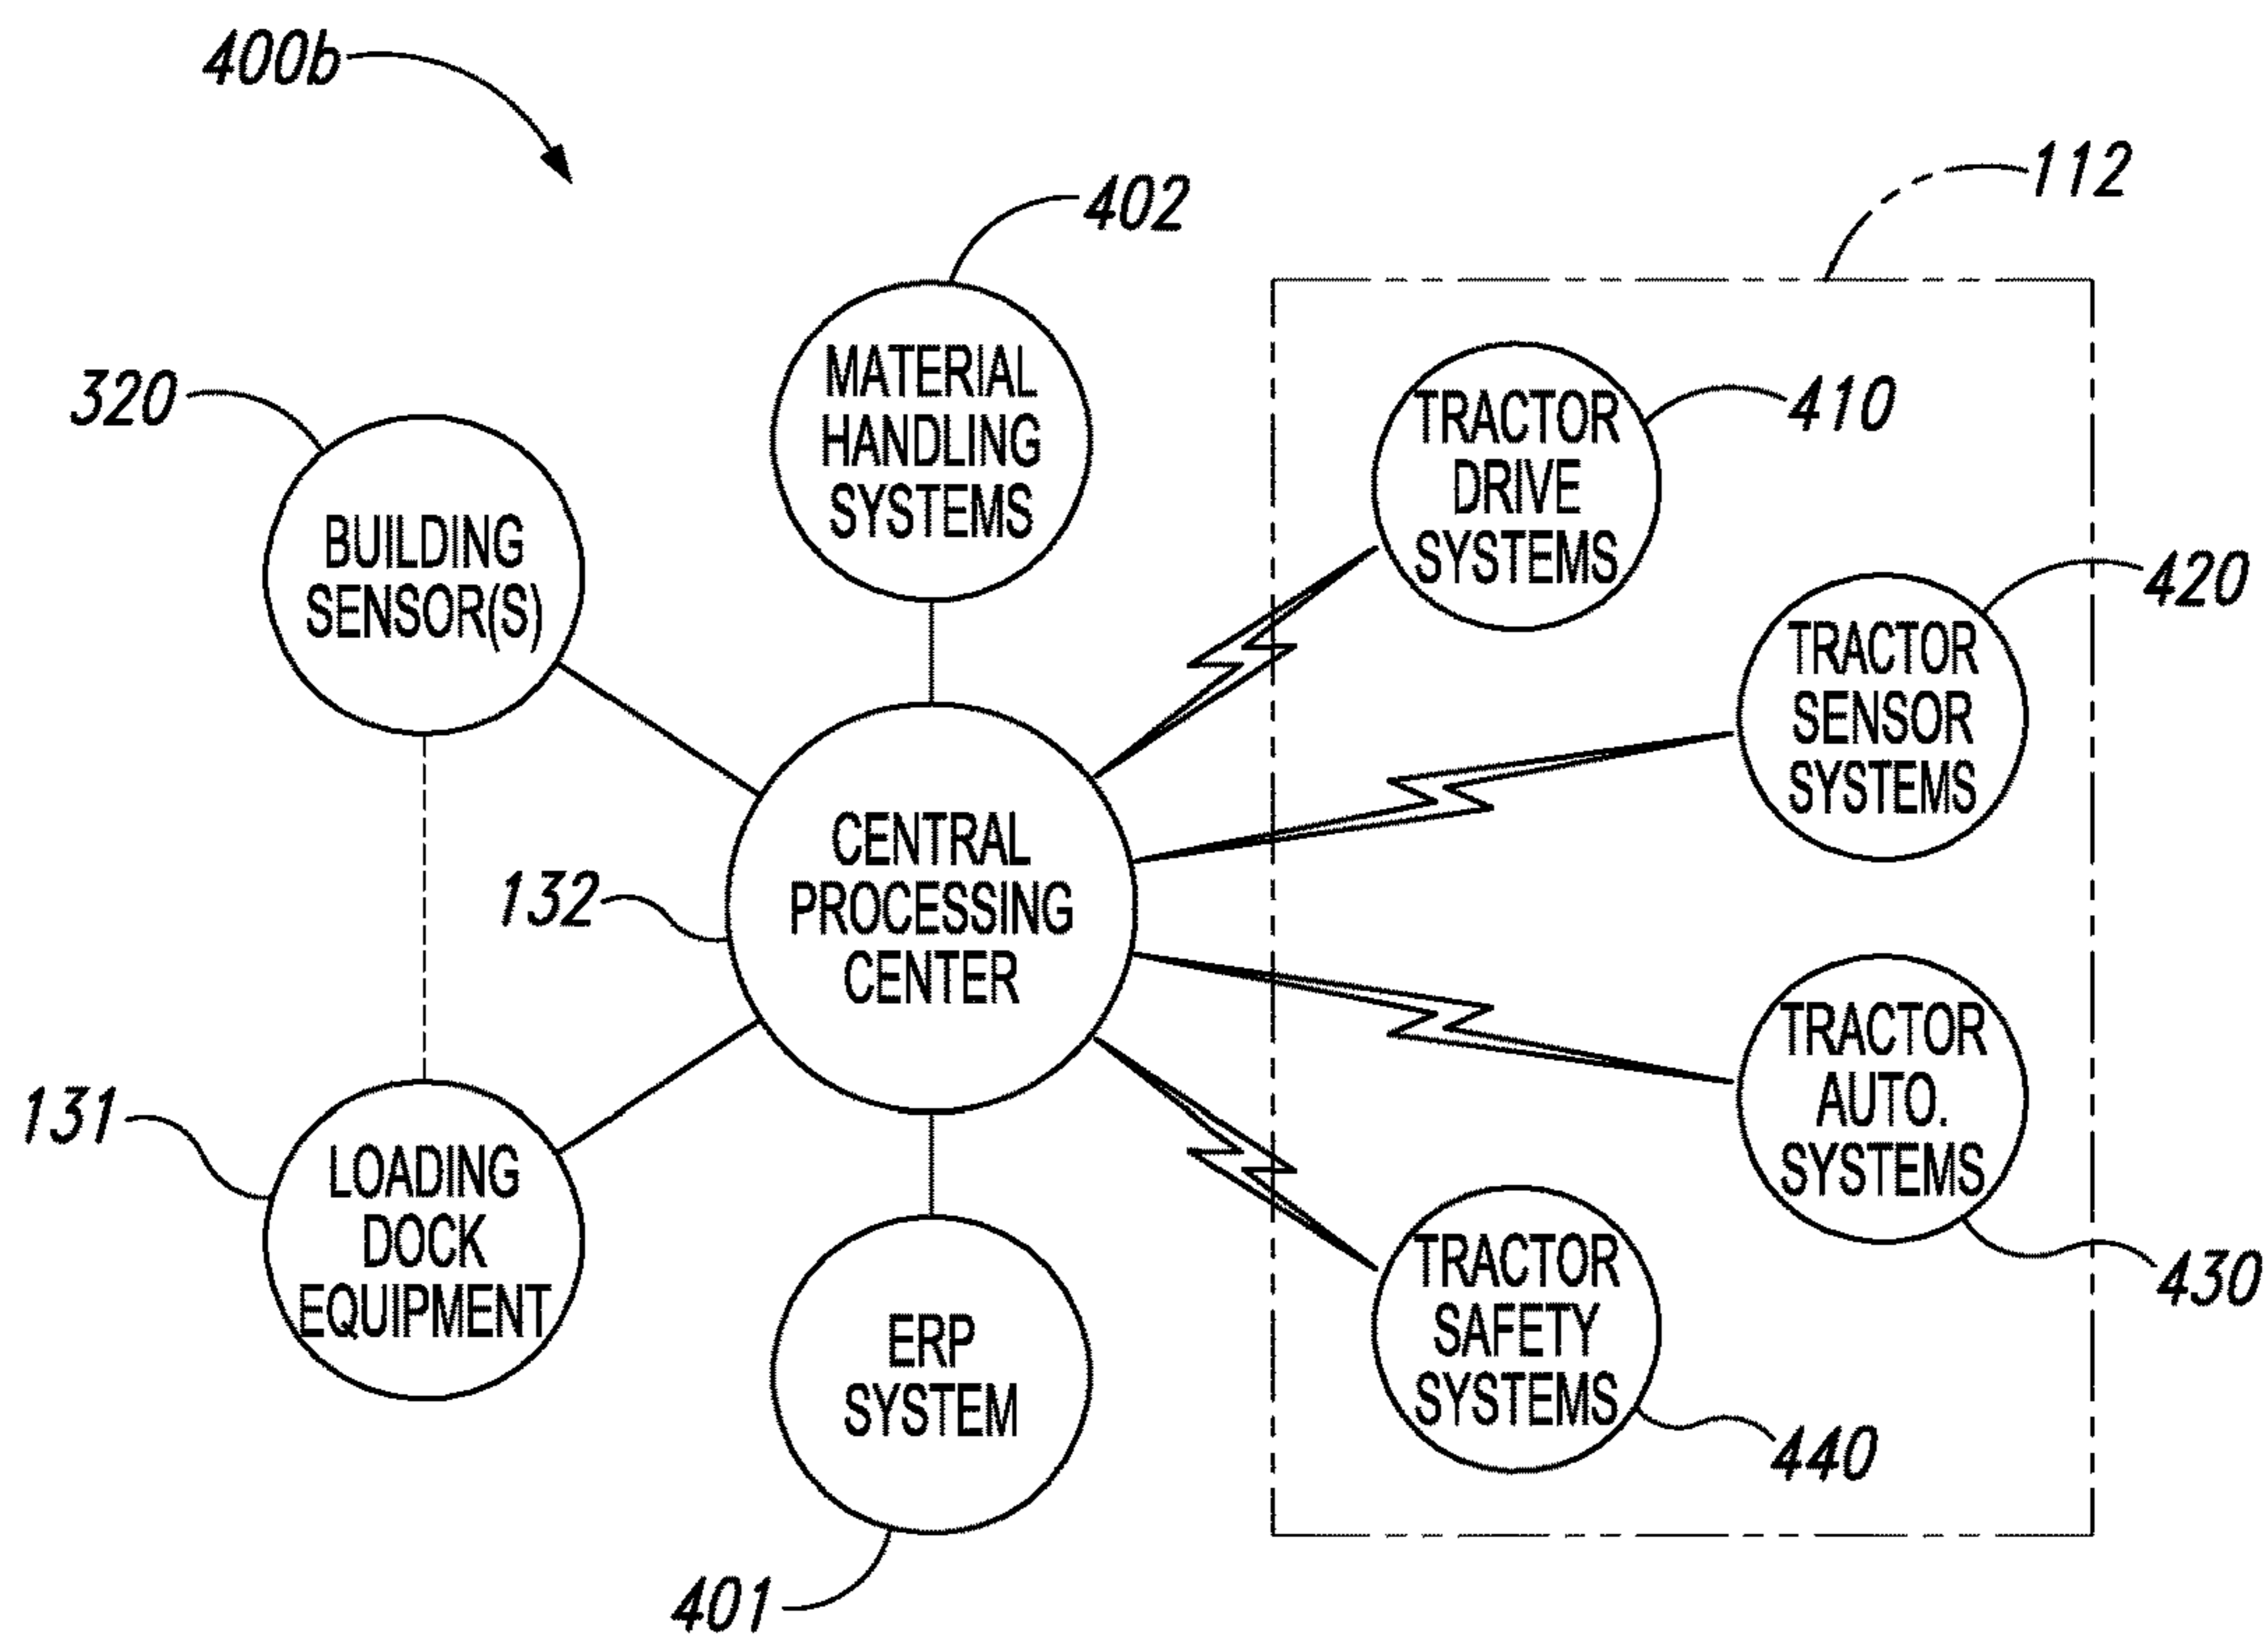 400b
112
402
MATERIAL
HANDLING
SYSTEMS
320
BUILDING
SENSOR(S)
TRACTOR
DRIVE
SYSTEMS
410
TRACTOR
SENSOR
SYSTEMS
420
132
CENTRAL
PROCESSING
CENTER
TRACTOR
AUTO.
SYSTEMS
430
131
LOADING
DOCK
EQUIPMENT
TRACTOR
SAFETY
SYSTEMS
440
ERP
SYSTEM
401